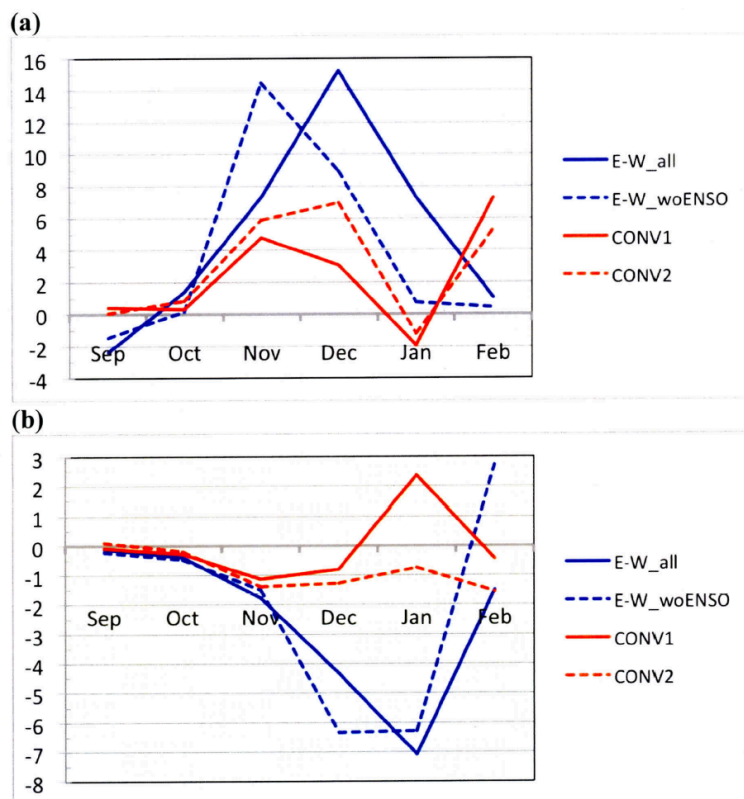 (a)
16
14
12
10
8
6
4
2
0
-2
-4
Sep Oct Nov Dec Jan Feb
E-W_all
E-W_woENSO
CONV1
CONV2
(b)
3
2
1
0
-1
-2
-3
-4
-5
-6
-7
-8
Sep Oct Nov Dec Jan Feb
E-W_all
E-W_woENSO
CONV1
CONV2